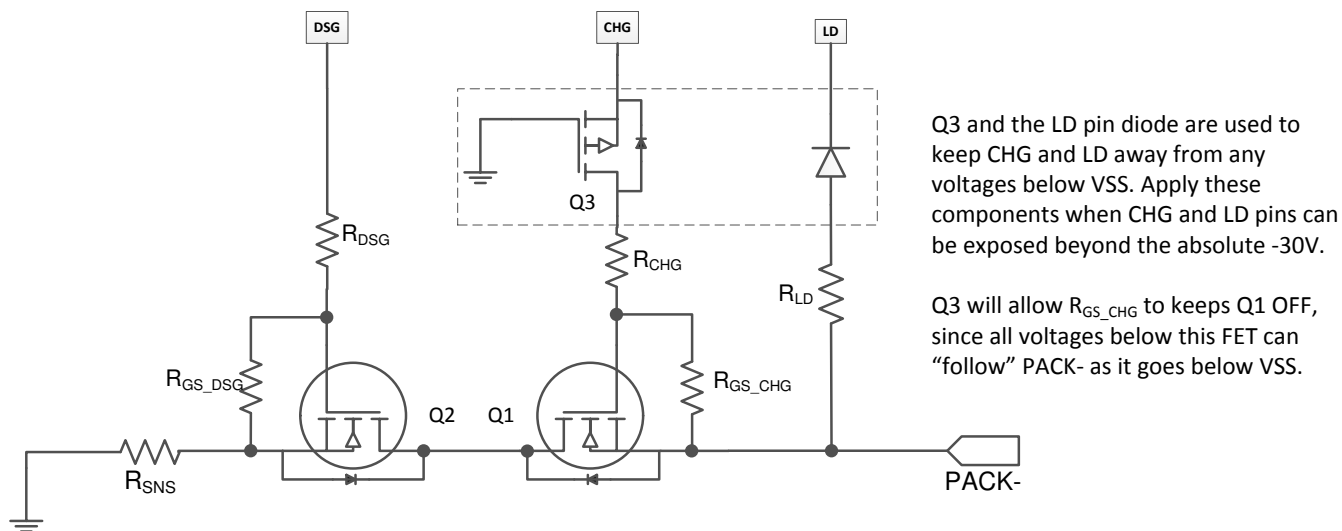 DSG
CHG
LD
Q3 and the LD pin diode are used to
keep CHG and LD away from any
voltages below VSS. Apply these
components when CHG and LD pins can
be exposed beyond the absolute -30V.
Q3
RDSG
RCHG
RLD
Q3 will allow RGS_CHG to keeps Q1 OFF,
since all voltages below this FET can
“follow” PACK- as it goes below VSS.
RGS_DSG
RGS_CHG
Q2
Q1
RSNS
PACK-